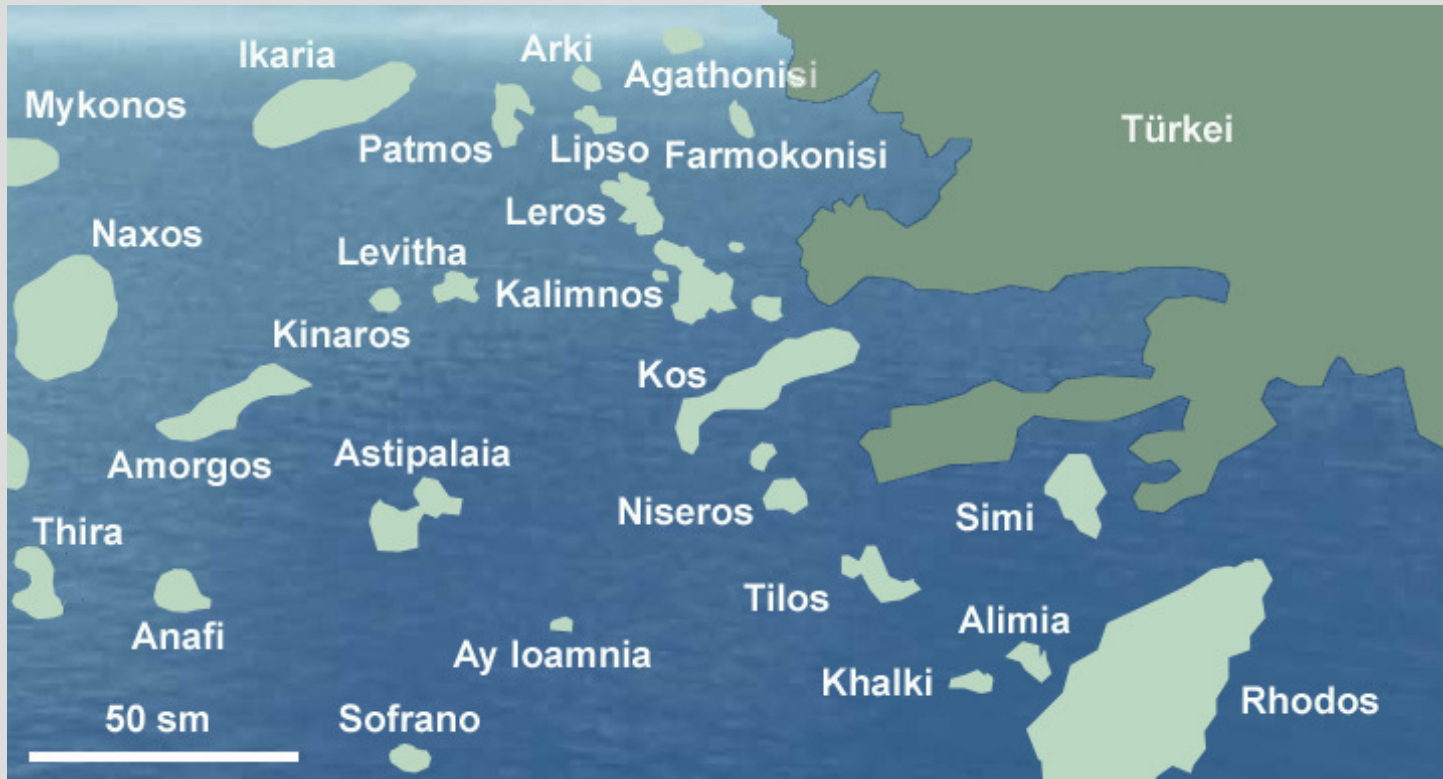 Ikaria
Arki
Agathonisi
Mykonos
Türkei
Patmos
Lipso
Farmokonisi
Leros
Naxos
Levitha
Kalimnos
Kinaros
Kos
Astipalaia
Amorgos
Niseros
Simi
Thira
Tilos
Alimia
Anafi
Ay Ioamnia
Khalki
Rhodos
50 sm
Sofrano